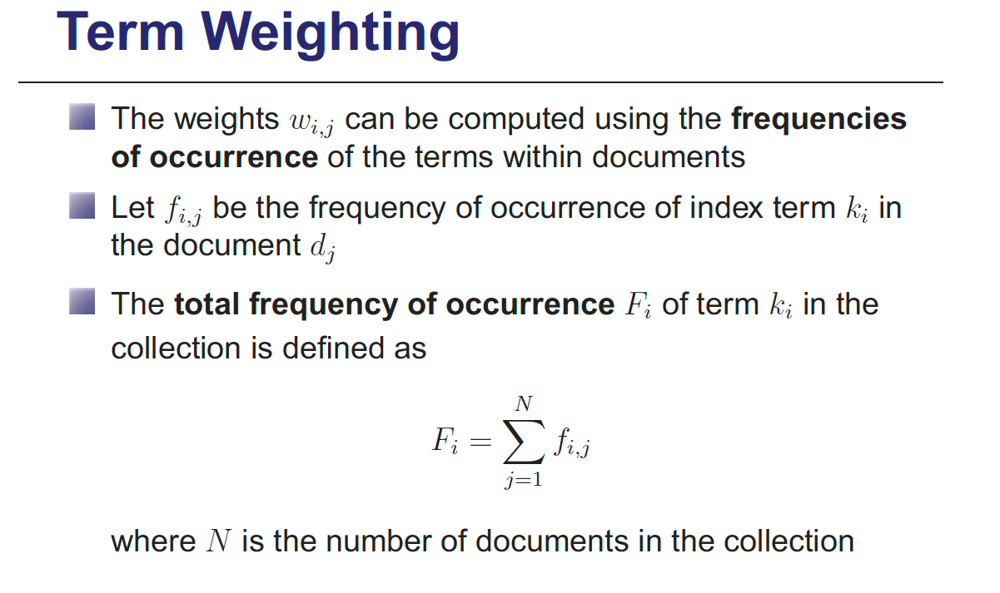 Term Weighting
The weights w_{i,j} can be computed using the frequencies
of occurrence of the terms within documents
Let f_{i,j} be the frequency of occurrence of index term k_i in
the document d_j
The total frequency of occurrence F_i of term k_i in the
collection is defined as
F_i = \sum_{j=1}^{N} f_{i,j}
where N is the number of documents in the collection